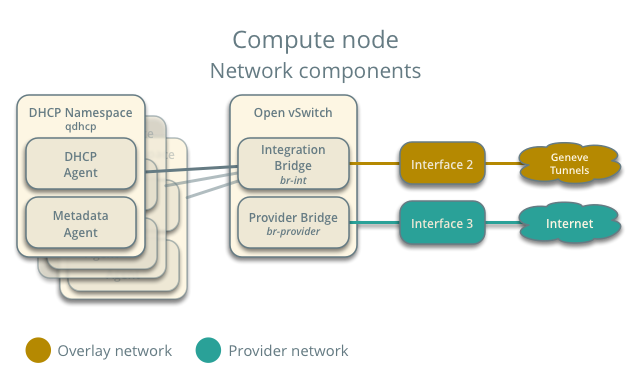 Compute node
Network components
DHCP Namespace
qdhcp
DHCP
Agent
Metadata
Agent
Open vSwitch
Integration
Bridge
br-int
Provider Bridge
br-provider
Interface 2
Geneve
Tunnels
Interface 3
Internet
Overlay network
Provider network